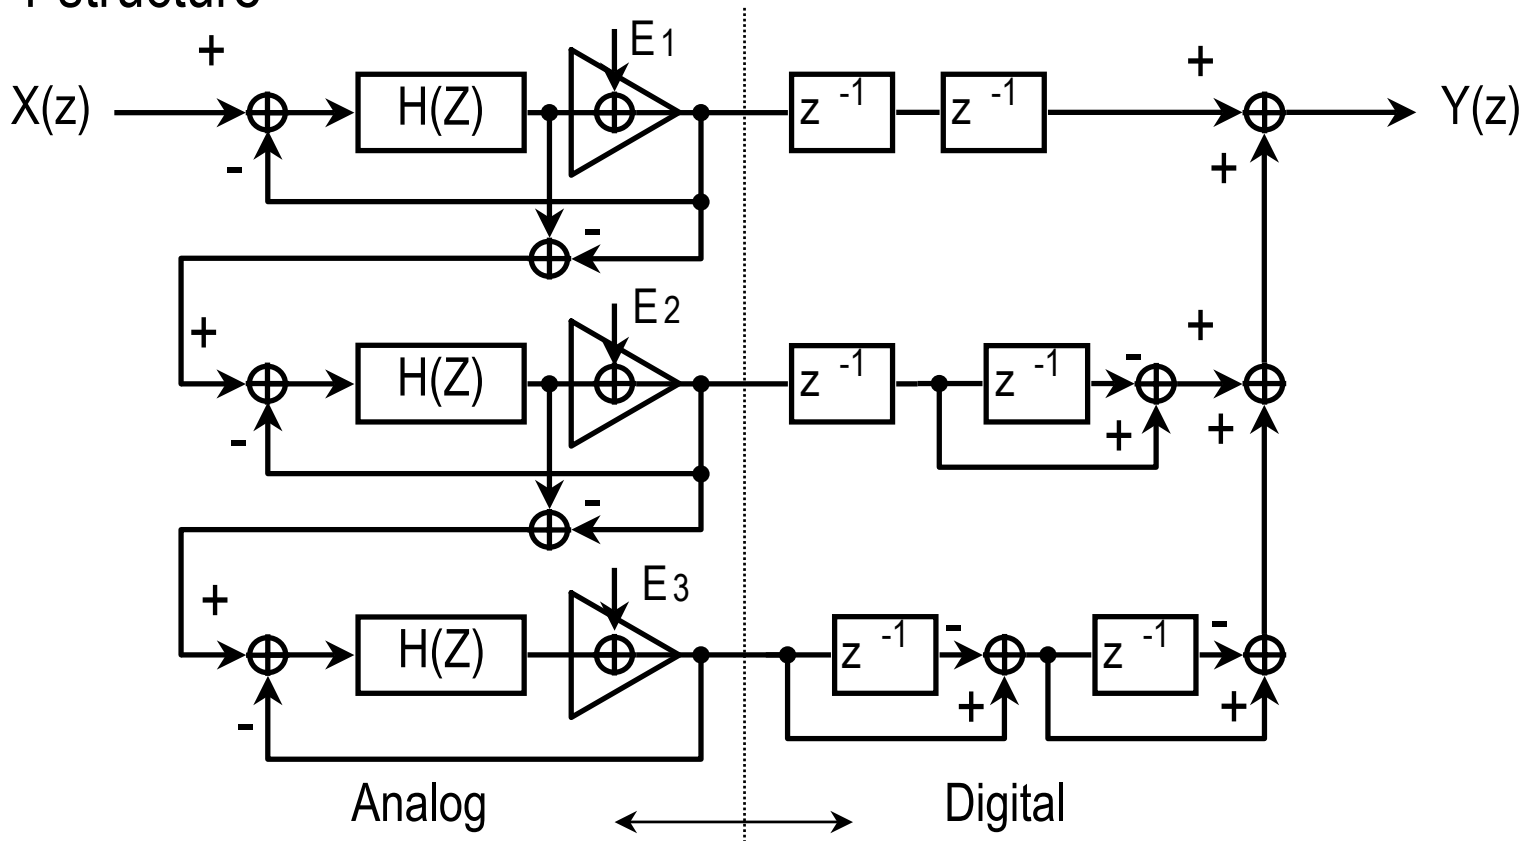 + E1
X(z) H(Z) z -1 z -1 + Y(z)
- +
-
E2
+ H(Z) z -1 z -1 - +
- + +
-
E3
+ H(Z) z -1 - z -1 -
- + +
Analog Digital